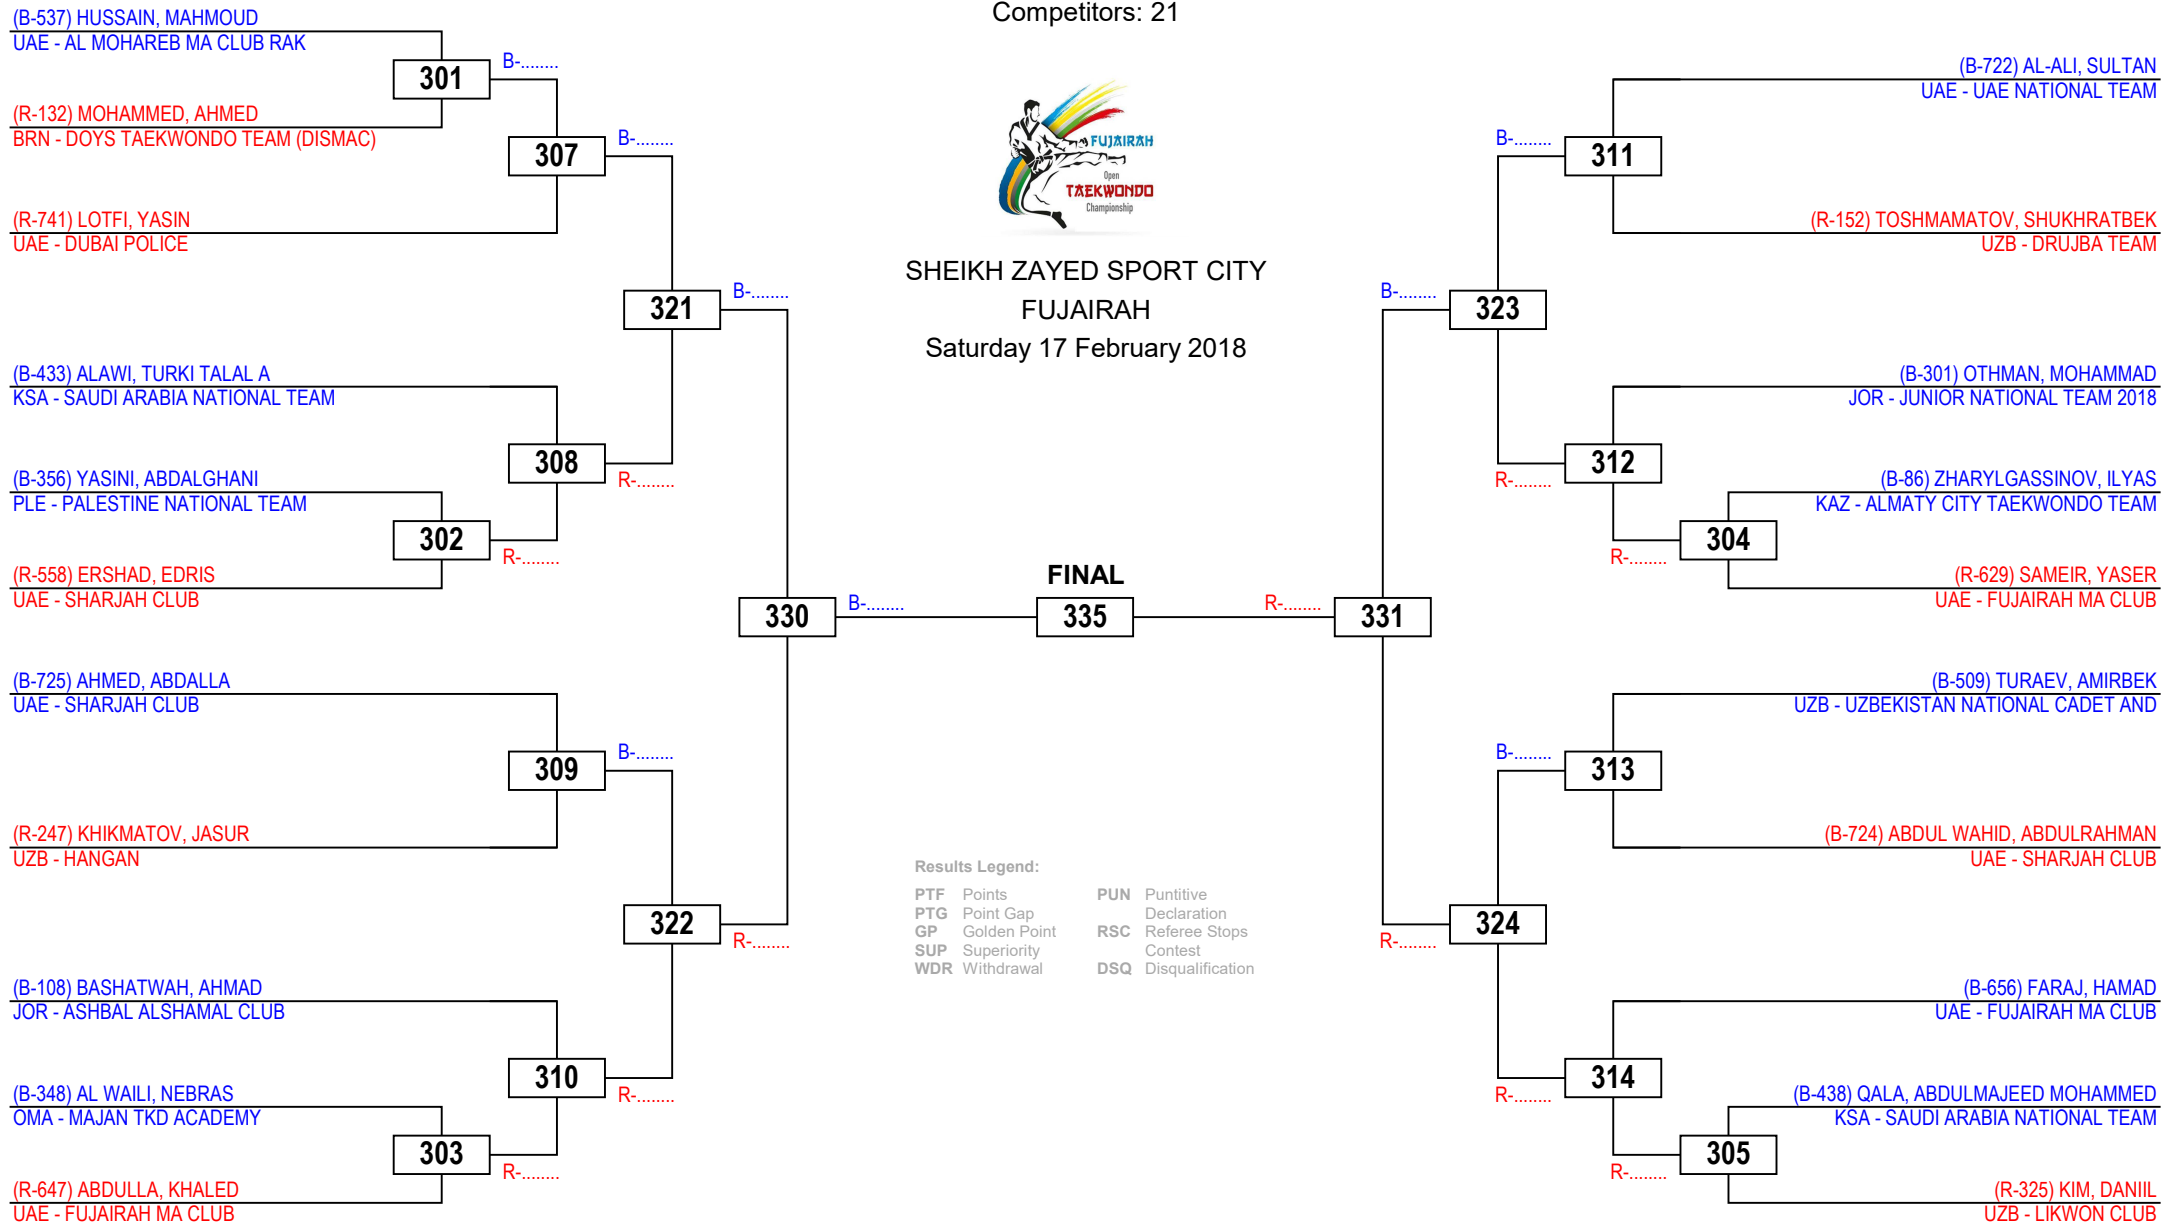 Competitors: 21
FUJAIRAH
Open
TAEKWONDO
Championship
SHEIKH ZAYED SPORT CITY
FUJAIRAH
Saturday 17 February 2018
(B-537) HUSSAIN, MAHMOUD
UAE - AL MOHAREB MA CLUB RAK
301
B-........
(R-132) MOHAMMED, AHMED
BRN - DOYS TAEKWONDO TEAM (DISMAC)
307
B-........
(R-741) LOTFI, YASIN
UAE - DUBAI POLICE
321
B-........
(B-433) ALAWI, TURKI TALAL A
KSA - SAUDI ARABIA NATIONAL TEAM
308
R-........
(B-356) YASINI, ABDALGHANI
PLE - PALESTINE NATIONAL TEAM
302
R-........
(R-558) ERSHAD, EDRIS
UAE - SHARJAH CLUB
330
B-........
(B-725) AHMED, ABDALLA
UAE - SHARJAH CLUB
309
B-........
(R-247) KHIKMATOV, JASUR
UZB - HANGAN
322
R-........
(B-108) BASHATWAH, AHMAD
JOR - ASHBAL ALSHAMAL CLUB
310
R-........
(B-348) AL WAILI, NEBRAS
OMA - MAJAN TKD ACADEMY
303
R-........
(R-647) ABDULLA, KHALED
UAE - FUJAIRAH MA CLUB
FINAL
335
Results Legend:
PTF Points
PTG Point Gap
GP Golden Point
SUP Superiority
WDR Withdrawal
PUN Puntitive
Declaration
RSC Referee Stops
Contest
DSQ Disqualification
(B-722) AL-ALI, SULTAN
UAE - UAE NATIONAL TEAM
B-........
311
(R-152) TOSHMAMATOV, SHUKHRATBEK
UZB - DRUJBA TEAM
B-........
323
(B-301) OTHMAN, MOHAMMAD
JOR - JUNIOR NATIONAL TEAM 2018
R-........
312
(B-86) ZHARYLGASSINOV, ILYAS
KAZ - ALMATY CITY TAEKWONDO TEAM
R-........
304
(R-629) SAMEIR, YASER
UAE - FUJAIRAH MA CLUB
R-........
331
(B-509) TURAEV, AMIRBEK
UZB - UZBEKISTAN NATIONAL CADET AND
B-........
313
(B-724) ABDUL WAHID, ABDULRAHMAN
UAE - SHARJAH CLUB
R-........
324
(B-656) FARAJ, HAMAD
UAE - FUJAIRAH MA CLUB
R-........
314
(B-438) QALA, ABDULMAJEED MOHAMMED
KSA - SAUDI ARABIA NATIONAL TEAM
R-........
305
(R-325) KIM, DANIIL
UZB - LIKWON CLUB